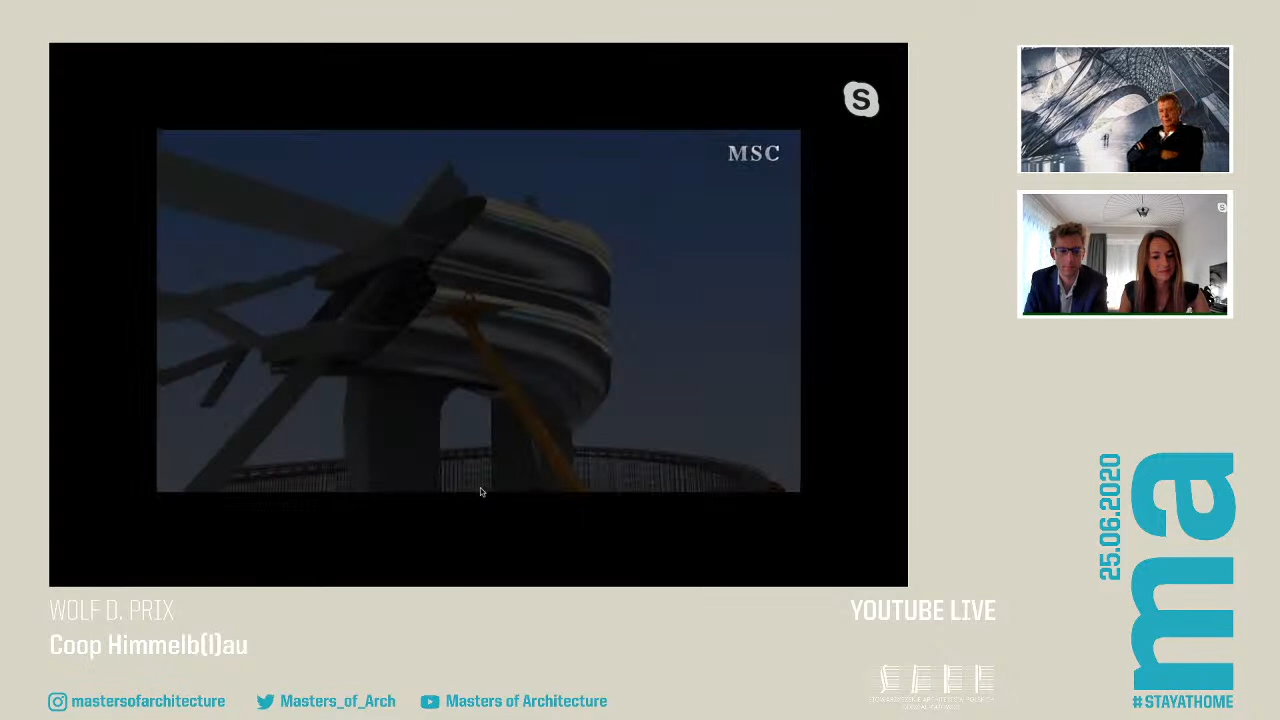 MSC
WOLF D. PRIX
Coop Himmelb(l)au
YOUTUBE LIVE
mastersofarchitecture
Masters_of_Arch
Masters of Architecture
25.06.2020
ma
#STAYATHOME